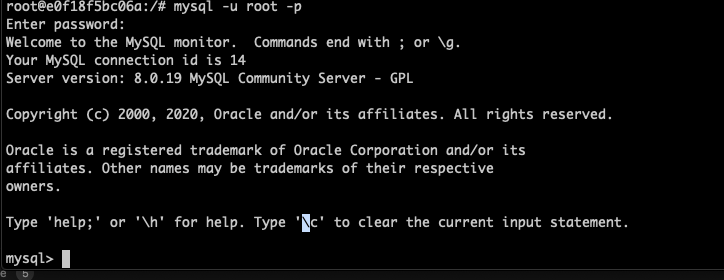 root@e0f18f5bc06a:/# mysql -u root -p
Enter password:
Welcome to the MySQL monitor.  Commands end with ; or \g.
Your MySQL connection id is 14
Server version: 8.0.19 MySQL Community Server - GPL

Copyright (c) 2000, 2020, Oracle and/or its affiliates. All rights reserved.

Oracle is a registered trademark of Oracle Corporation and/or its
affiliates. Other names may be trademarks of their respective
owners.

Type 'help;' or '\h' for help. Type '\c' to clear the current input statement.

mysql>
e 5